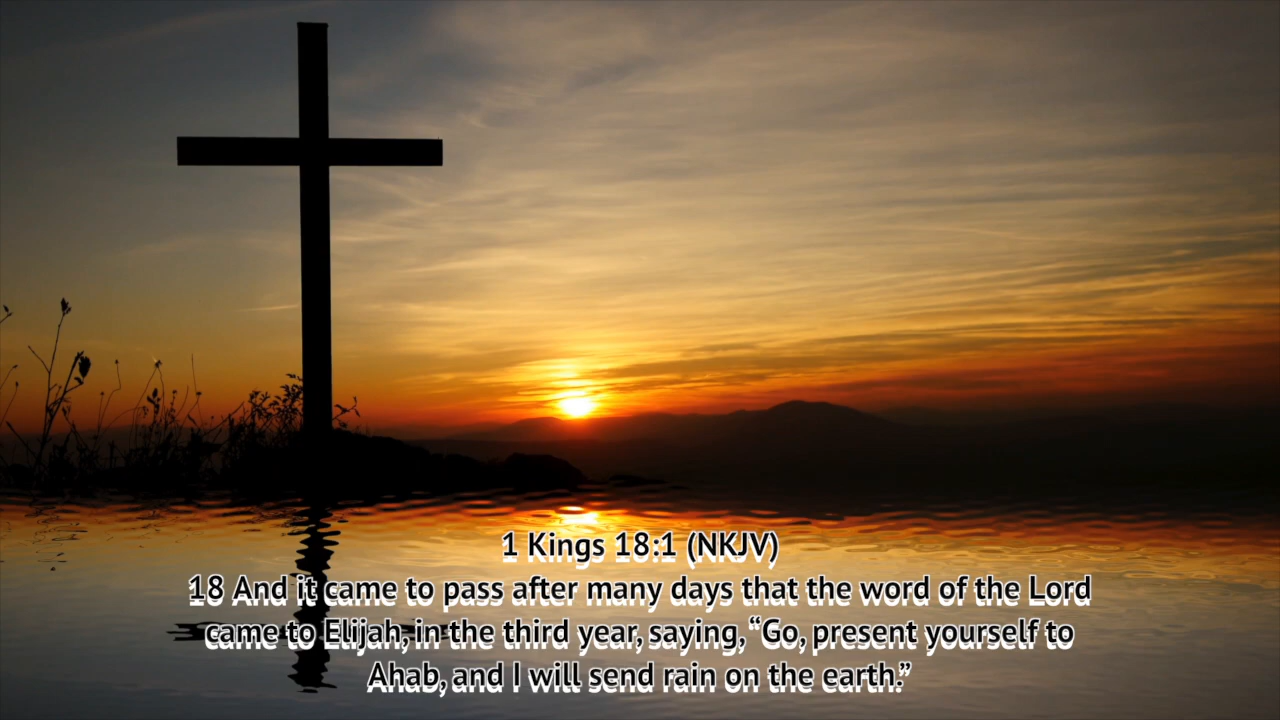 1 Kings 18:1 (NKJV)
18 And it came to pass after many days that the word of the Lord
came to Elijah, in the third year, saying, “Go, present yourself to
Ahab, and I will send rain on the earth.”